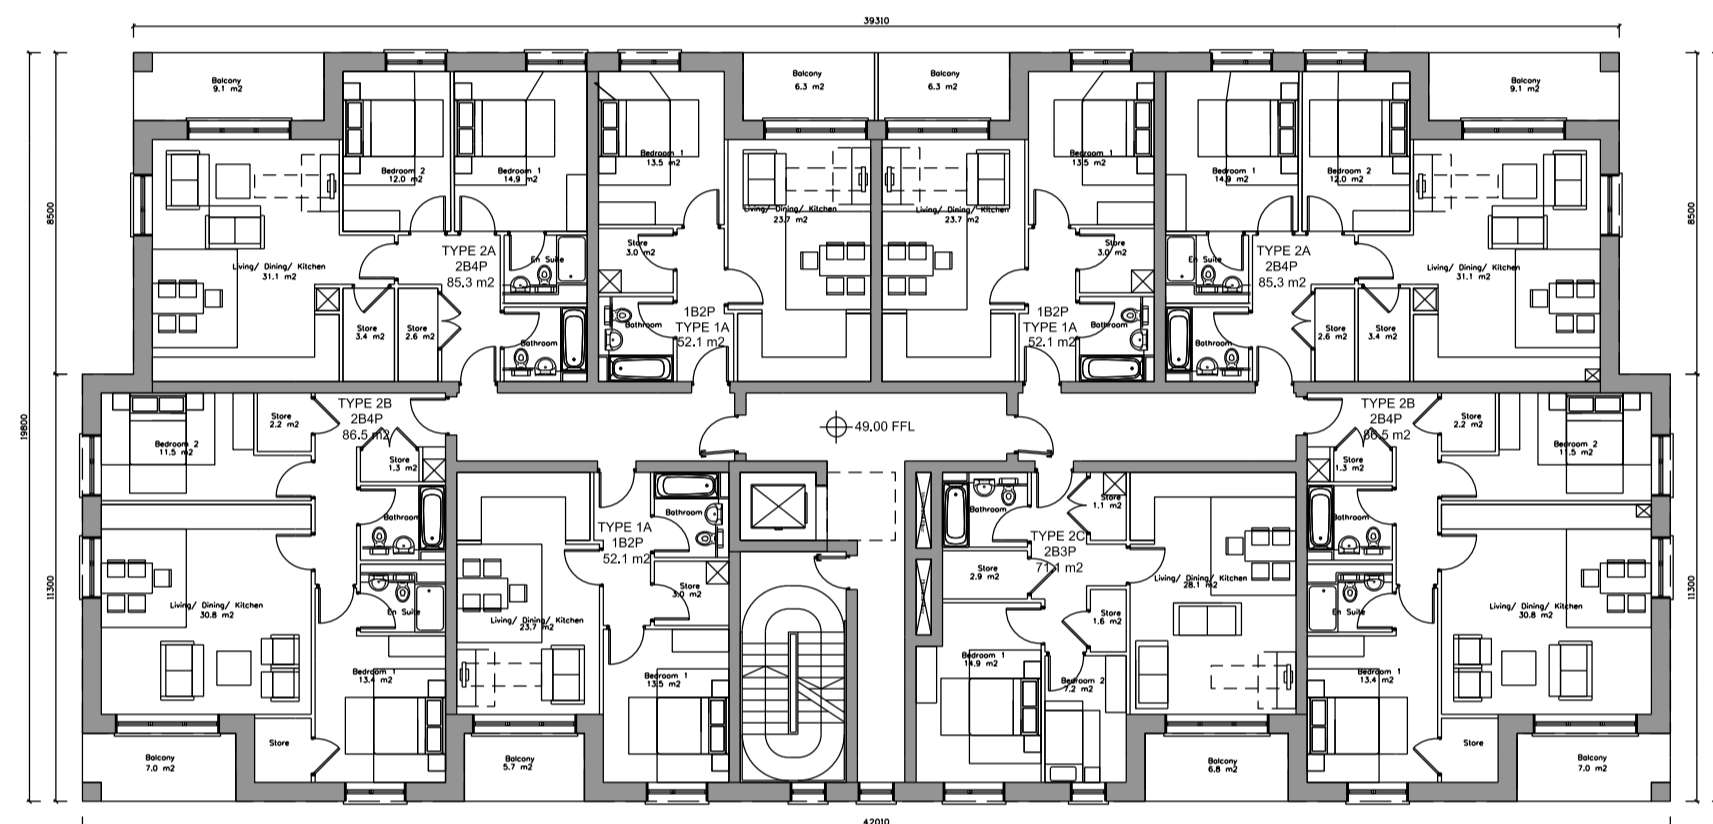 39310
Balcony
9.1 m2
Balcony
6.3 m2
Balcony
6.3 m2
Balcony
9.1 m2
8500
Bedroom 2
12.0 m2
Bedroom 1
14.9 m2
Bedroom 1
13.5 m2
Living/ Dining/ Kitchen
23.7 m2
Living/ Dining/ Kitchen
23.7 m2
Bedroom 1
13.5 m2
Bedroom 1
14.9 m2
Bedroom 2
12.0 m2
8500
Living/ Dining/ Kitchen
31.1 m2
TYPE 2A
2B4P
85.3 m2
En Suite
Store
3.0 m2
Store
3.0 m2
En Suite
TYPE 2A
2B4P
85.3 m2
Living/ Dining/ Kitchen
31.1 m2
Store
3.4 m2
Store
2.6 m2
Bathroom
Bathroom
1B2P
TYPE 1A
52.1 m2
1B2P
TYPE 1A
52.1 m2
Bathroom
Bathroom
Store
2.6 m2
Store
3.4 m2
19800
Bedroom 2
11.5 m2
Store
2.2 m2
TYPE 2B
2B4P
86.5 m2
Store
1.3 m2
49.00 FFL
TYPE 2B
2B4P
86.5 m2
Store
1.3 m2
Store
2.2 m2
Bedroom 2
11.5 m2
Bathroom
TYPE 1A
1B2P
52.1 m2
Bathroom
Bathroom
Store
1.1 m2
TYPE 2C
2B3P
71.1 m2
Bathroom
11300
Living/ Dining/ Kitchen
30.8 m2
En Suite
Living/ Dining/ Kitchen
23.7 m2
Store
3.0 m2
Store
2.9 m2
Store
1.6 m2
Living/ Dining/ Kitchen
28.1 m2
En Suite
Living/ Dining/ Kitchen
30.8 m2
11300
Bedroom 1
13.4 m2
Bedroom 1
13.5 m2
Bedroom 1
14.9 m2
Bedroom 2
7.2 m2
Bedroom 1
13.4 m2
Balcony
7.0 m2
Store
Balcony
5.7 m2
Balcony
6.8 m2
Store
Balcony
7.0 m2
42010